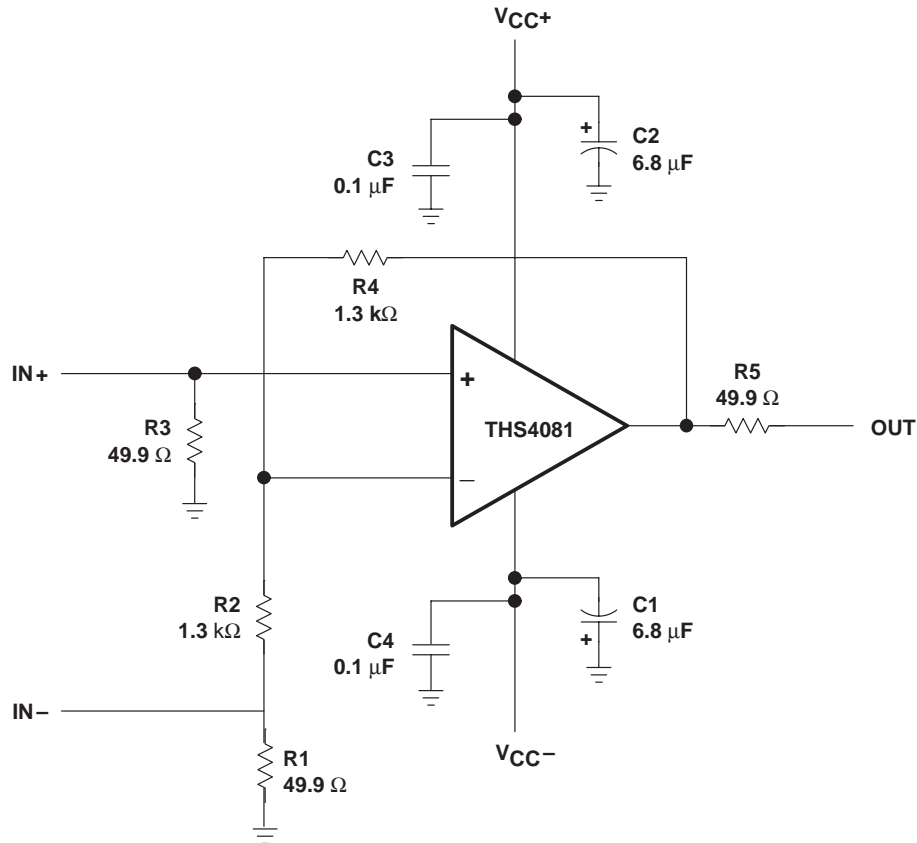 VCC+
C3
0.1 μF
+
C2
6.8 μF
R4
1.3 kΩ
IN+
+
R5
49.9 Ω
THS4081
OUT
R3
49.9 Ω
−
R2
1.3 kΩ
C4
0.1 μF
C1
6.8 μF
+
IN−
VCC−
R1
49.9 Ω